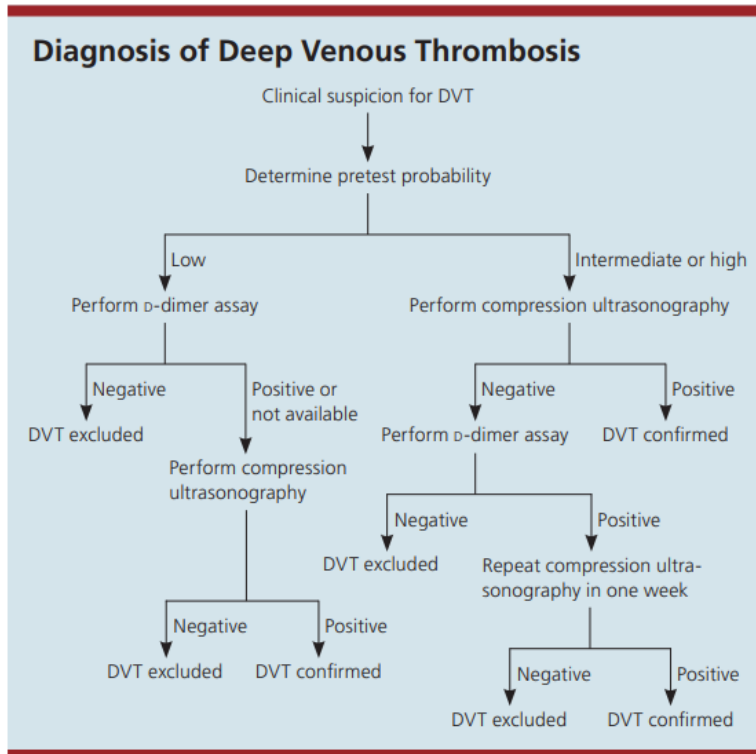 Diagnosis of Deep Venous Thrombosis
Clinical suspicion for DVT
Determine pretest probability
Low
Intermediate or high
Perform D-dimer assay
Perform compression ultrasonography
Negative
Positive or
not available
Negative
Positive
DVT excluded
Perform D-dimer assay
DVT confirmed
Perform compression
ultrasonography
Negative
Positive
DVT excluded
Repeat compression ultra-
sonography in one week
Negative
Positive
DVT excluded
DVT confirmed
Negative
Positive
DVT excluded
DVT confirmed